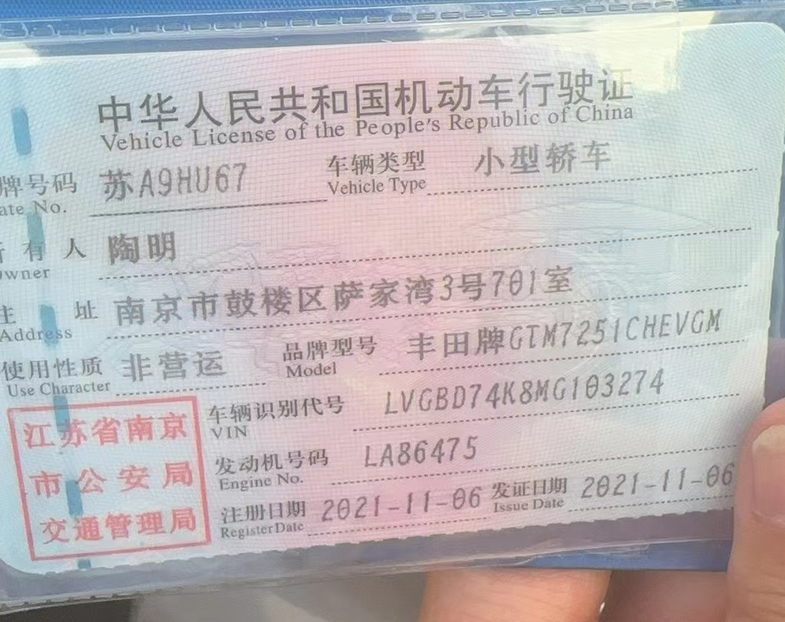 中华人民共和国机动车行驶证
Vehicle License of the People's Republic of China
牌号码 苏A9HU67 车辆类型 小型轿车
ate No. Vehicle Type
有人 陶明
wner
址 南京市鼓楼区萨家湾3号701室
Address
使用性质 非营运 品牌型号 丰田牌GTM7251CHEVGM
Use Character Model
江苏省南京市公安局交通管理局
车辆识别代号 LVGBD74K8MG103274
VIN
发动机号码 LA86475
Engine No.
注册日期 2021-11-06 发证日期 2021-11-06
Register Date Issue Date